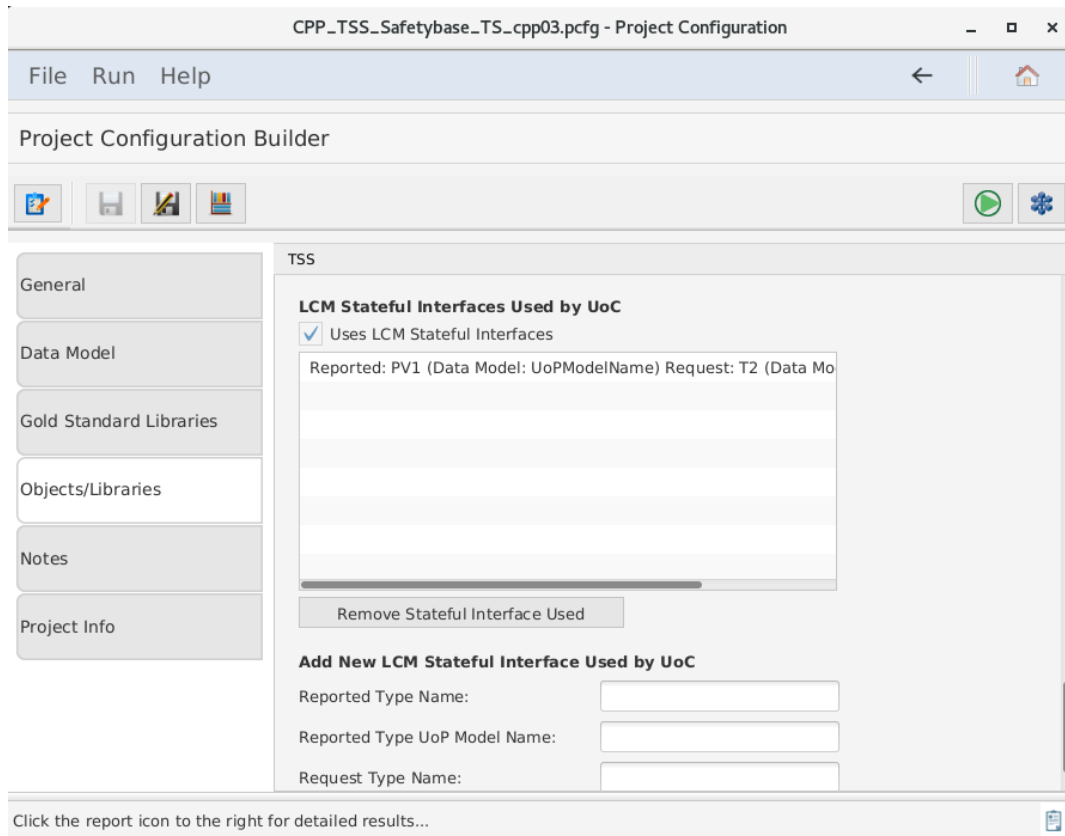 CPP_TSS_Safetybase_TS_cpp03.pcfg - Project Configuration
File Run Help
Project Configuration Builder
TSS
General
Data Model
Gold Standard Libraries
Objects/Libraries
Notes
Project Info
LCM Stateful Interfaces Used by UoC
Uses LCM Stateful Interfaces
Reported: PV1 (Data Model: UoPModelName) Request: T2 (Data Mo
Remove Stateful Interface Used
Add New LCM Stateful Interface Used by UoC
Reported Type Name:
Reported Type UoP Model Name:
Request Type Name:
Click the report icon to the right for detailed results...